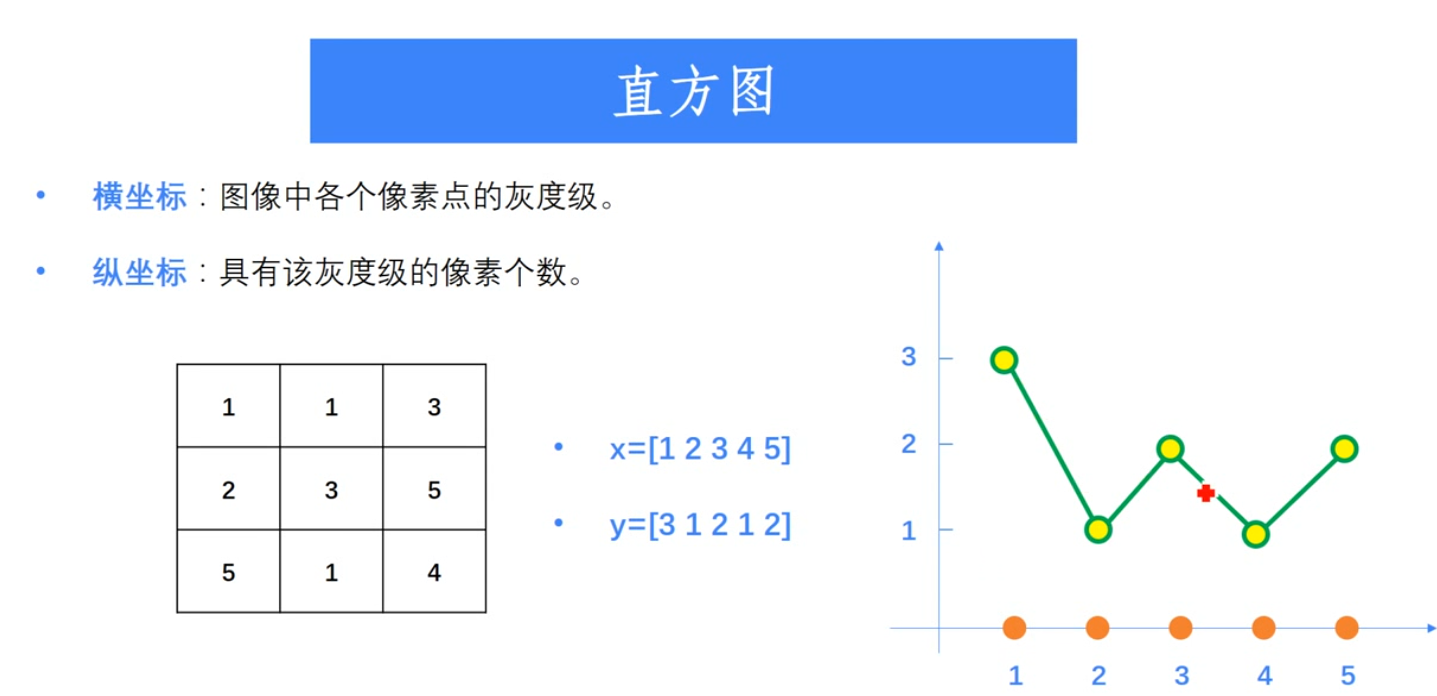 直方图
• 横坐标：图像中各个像素点的灰度级。
• 纵坐标：具有该灰度级的像素个数。
1 1 3
2 3 5
5 1 4
• x=[1 2 3 4 5]
• y=[3 1 2 1 2]
3
2
1
1 2 3 4 5